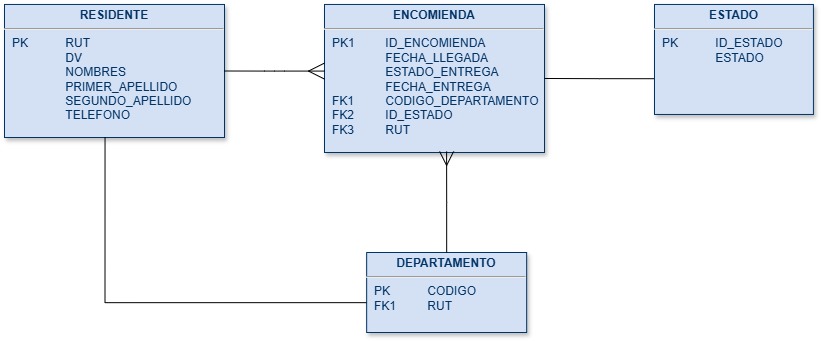 RESIDENTE
PK RUT
DV
NOMBRES
PRIMER_APELLIDO
SEGUNDO_APELLIDO
TELEFONO
ENCOMIENDA
PK1 ID_ENCOMIENDA
FECHA_LLEGADA
ESTADO_ENTREGA
FECHA_ENTREGA
FK1 CODIGO_DEPARTAMENTO
FK2 ID_ESTADO
FK3 RUT
ESTADO
PK ID_ESTADO
ESTADO
DEPARTAMENTO
PK CODIGO
FK1 RUT